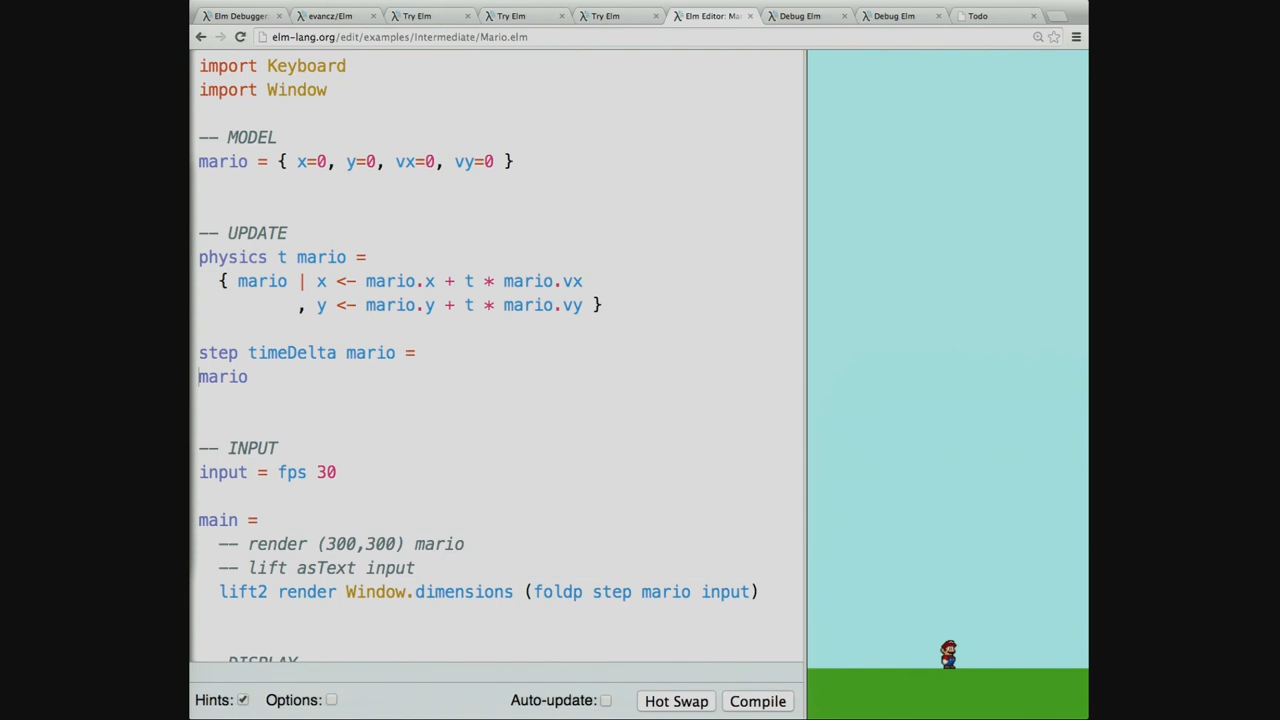 Elm Debugger
evancz/Elm
Try Elm
Try Elm
Try Elm
Elm Editor: Ma
Debug Elm
Debug Elm
Todo
elm-lang.org/edit/examples/Intermediate/Mario.elm
import Keyboard
import Window
-- MODEL
mario = { x=0, y=0, vx=0, vy=0 }
-- UPDATE
physics t mario =
{ mario | x <- mario.x + t * mario.vx
, y <- mario.y + t * mario.vy }
step timeDelta mario =
mario
-- INPUT
input = fps 30
main =
-- render (300,300) mario
-- lift asText input
lift2 render Window.dimensions (foldp step mario input)
-- DISPLAY
Hints: Options: Auto-update: Hot Swap Compile